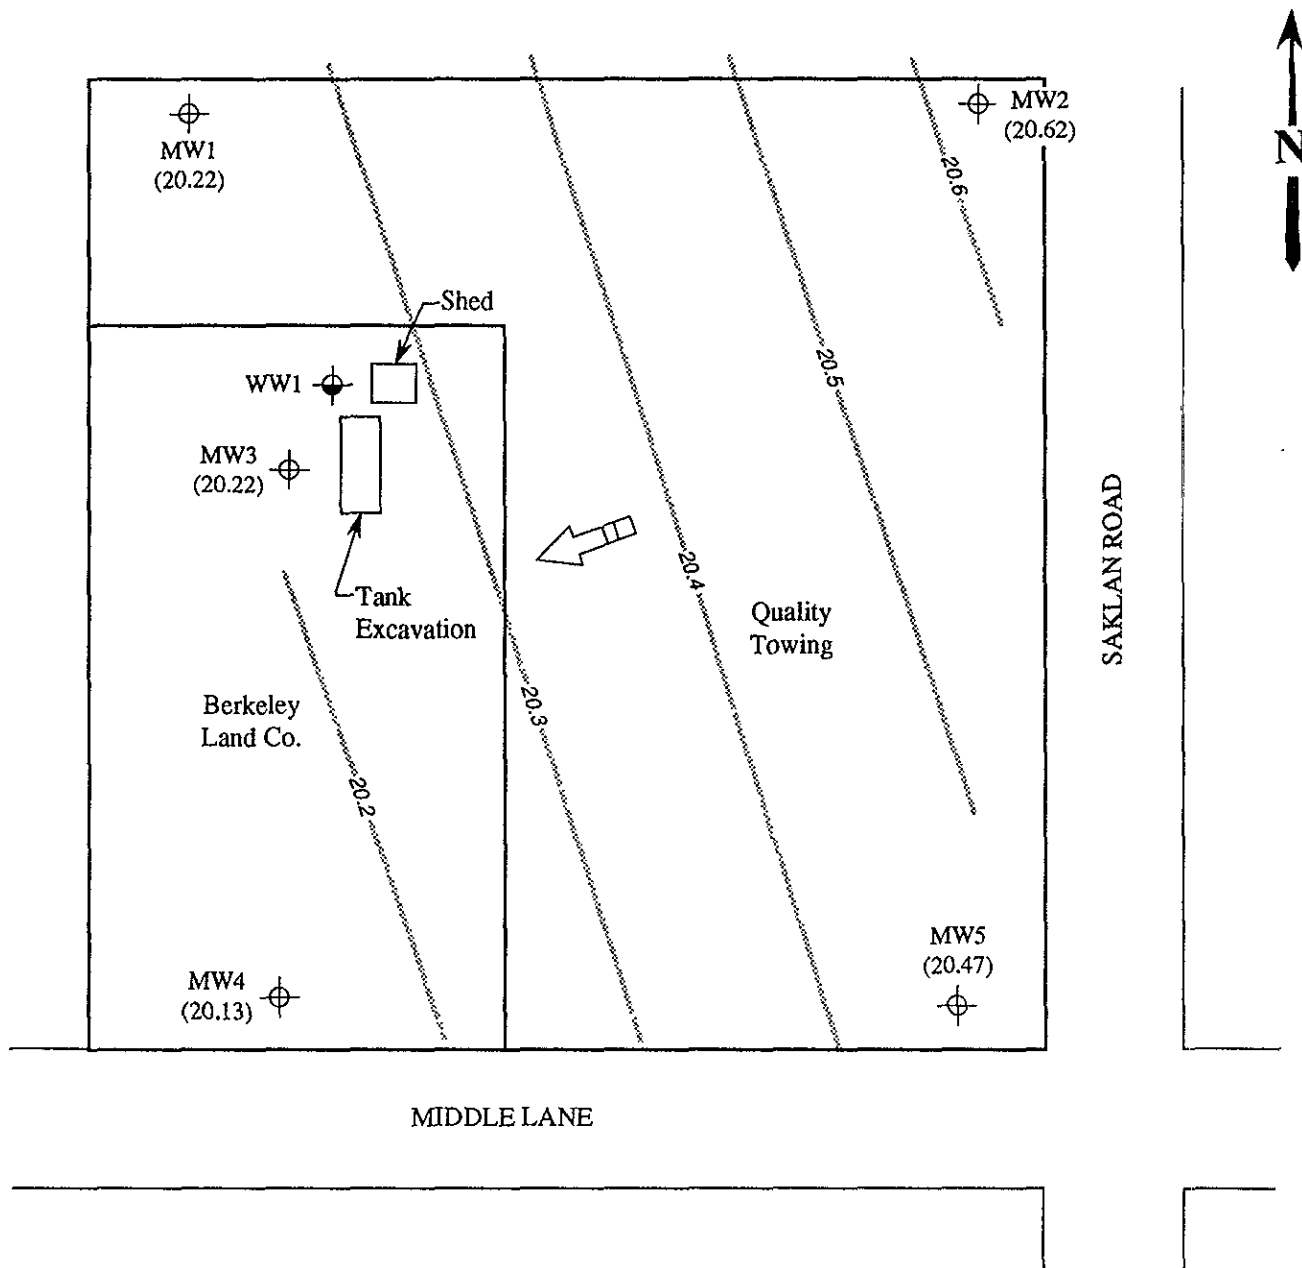 MW1
(20.22)
MW2
(20.62)
N
20.6
Shed
WW1
20.5
MW3
(20.22)
SAKLAN ROAD
20.4
Tank
Excavation
Quality
Towing
20.3
Berkeley
Land Co.
20.2
MW5
(20.47)
MW4
(20.13)
MIDDLE LANE